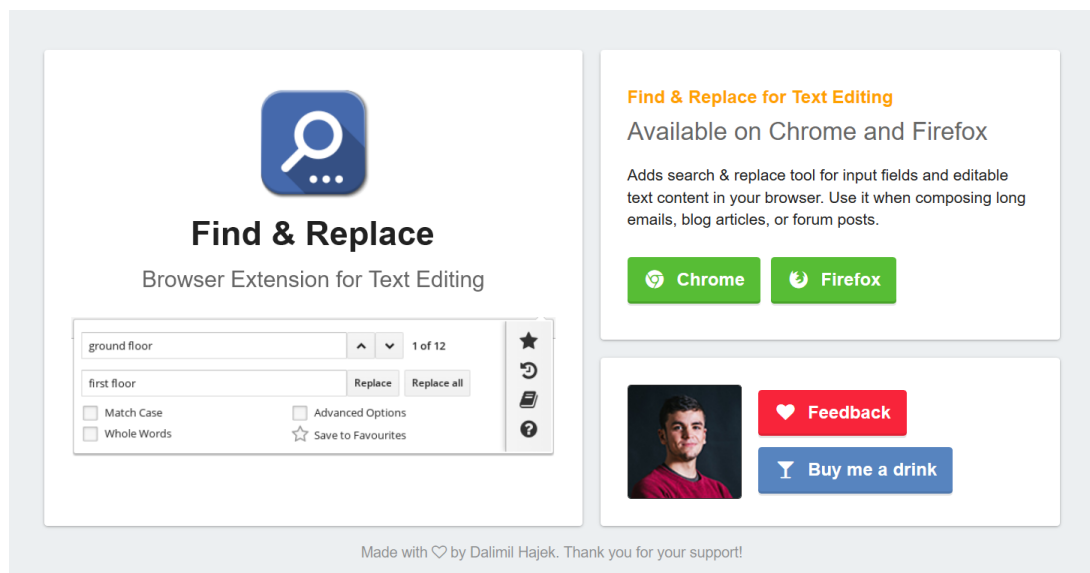 Find & Replace
Browser Extension for Text Editing
ground floor
1 of 12
first floor
Replace
Replace all
Match Case
Advanced Options
Whole Words
Save to Favourites
Find & Replace for Text Editing
Available on Chrome and Firefox
Adds search & replace tool for input fields and editable
text content in your browser. Use it when composing long
emails, blog articles, or forum posts.
Chrome
Firefox
Feedback
Buy me a drink
Made with ♡ by Dalimil Hajek. Thank you for your support!